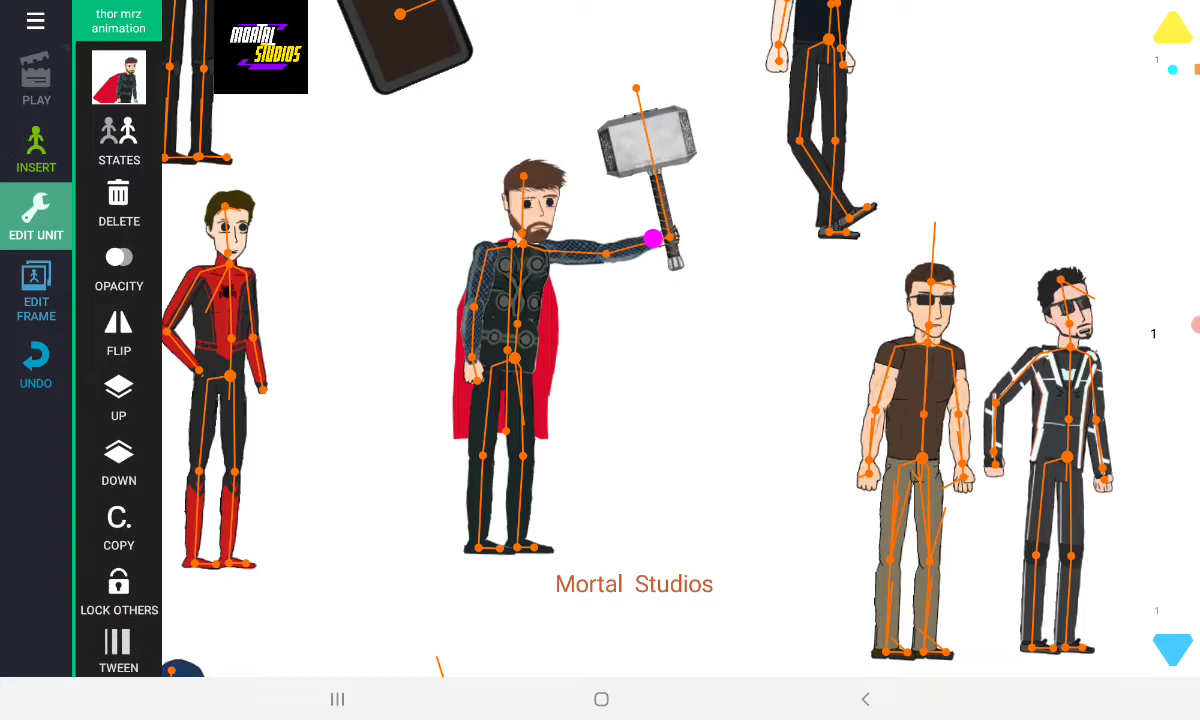 thor mrz
animation
MORTAL
STUDIOS
PLAY
INSERT
EDIT UNIT
EDIT
FRAME
UNDO
STATES
DELETE
OPACITY
FLIP
UP
DOWN
C.
COPY
LOCK OTHERS
TWEEN
Mortal Studios
1
1
1